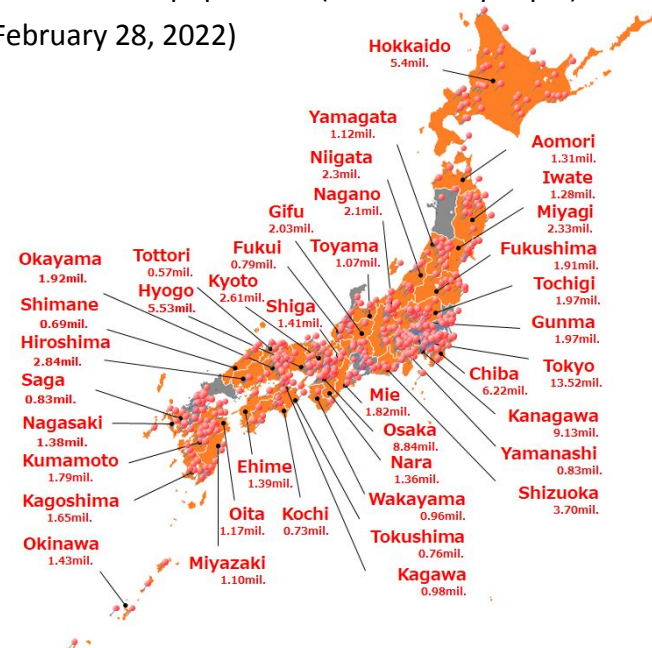 February 28, 2022)
Hokkaido
5.4mil.
Yamagata
1.12mil.
Niigata
2.3mil.
Nagano
2.1mil.
Gifu
2.03mil.
Toyama
1.07mil.
Fukui
0.79mil.
Aomori
1.31mil.
Iwate
1.28mil.
Miyagi
2.33mil.
Fukushima
1.91mil.
Tochigi
1.97mil.
Gunma
1.97mil.
Tokyo
13.52mil.
Chiba
6.22mil.
Kanagawa
9.13mil.
Yamanashi
0.83mil.
Shizuoka
3.70mil.
Okayama
1.92mil.
Tottori
0.57mil.
Kyoto
2.61mil.
Hyogo
5.53mil.
Shiga
1.41mil.
Shimane
0.69mil.
Hiroshima
2.84mil.
Saga
0.83mil.
Nagasaki
1.38mil.
Kumamoto
1.79mil.
Kagoshima
1.65mil.
Okinawa
1.43mil.
Mie
1.82mil.
Osaka
8.84mil.
Nara
1.36mil.
Wakayama
0.96mil.
Tokushima
0.76mil.
Kagawa
0.98mil.
Ehime
1.39mil.
Oita
1.17mil.
Kochi
0.73mil.
Miyazaki
1.10mil.